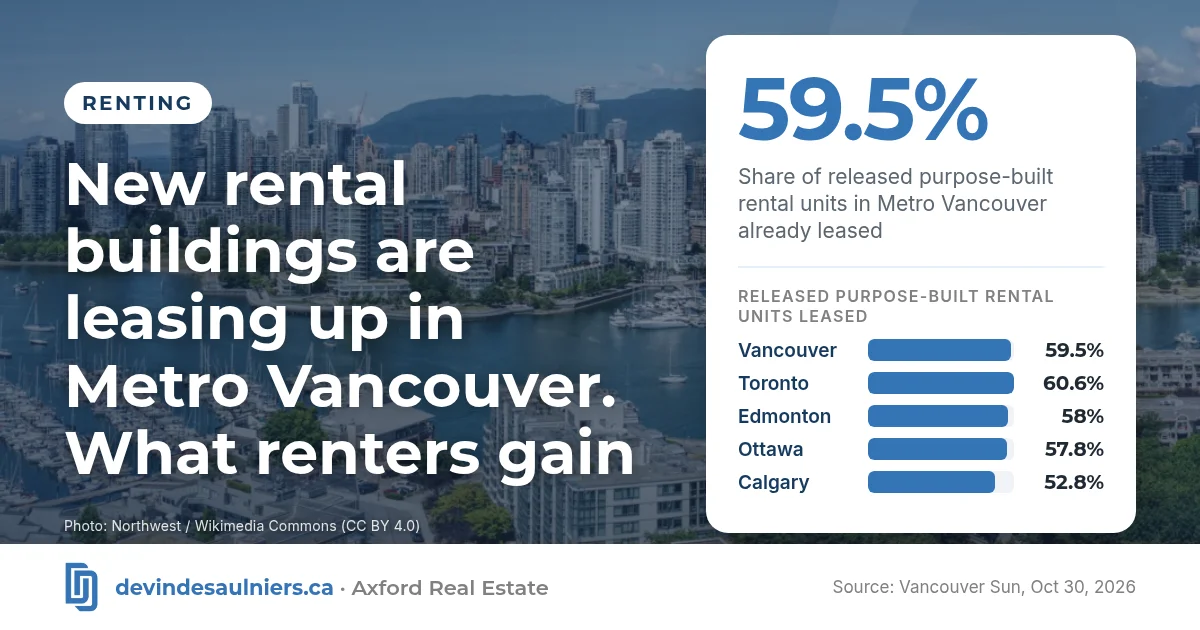 RENTING
New rental
buildings are
leasing up in
Metro Vancouver.
What renters gain
Photo: Northwest / Wikimedia Commons (CC BY 4.0)
59.5%
Share of released purpose-built
rental units in Metro Vancouver
already leased
RELEASED PURPOSE-BUILT RENTAL
UNITS LEASED
Vancouver 59.5%
Toronto 60.6%
Edmonton 58%
Ottawa 57.8%
Calgary 52.8%
devindesaulniers.ca · Axford Real Estate
Source: Vancouver Sun, Oct 30, 2026